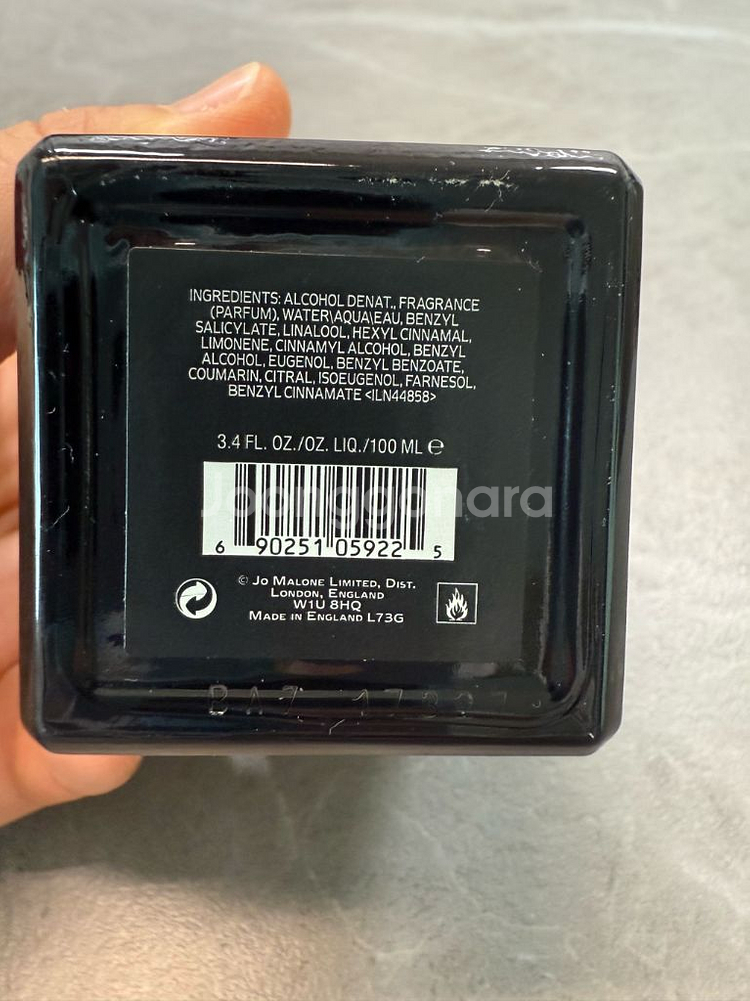 INGREDIENTS: ALCOHOL DENAT., FRAGRANCE
(PARFUM), WATER\AQUA\EAU, BENZYL
SALICYLATE, LINALOOL, HEXYL CINNAMAL,
LIMONENE, CINNAMYL ALCOHOL, BENZYL
ALCOHOL, EUGENOL, BENZYL BENZOATE,
COUMARIN, CITRAL, ISOEUGENOL, FARNESOL,
BENZYL CINNAMATE <ILN44858>
3.4 FL. OZ./OZ. LIQ./100 ML ℮
Joonggonara
6 90251 05922 5
© JO MALONE LIMITED, DIST.
LONDON, ENGLAND
W1U 8HQ
MADE IN ENGLAND L73G